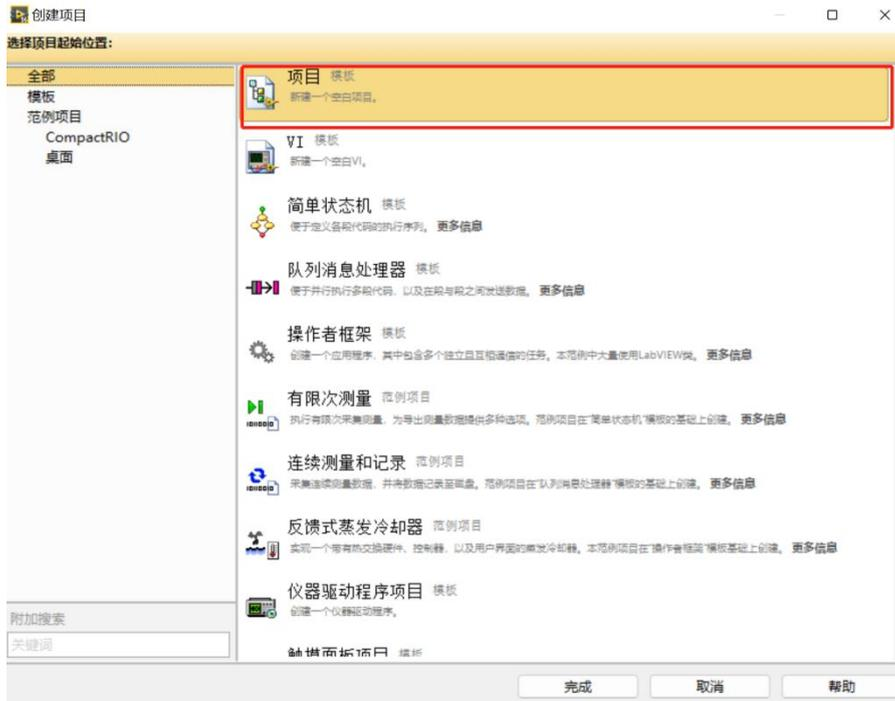 创建项目
选择项目起始位置：
全部
模板
范例项目
CompactRIO
桌面
附加搜索
关键词
项目 模板
新建一个空白项目。
VI 模板
新建一个空白VI。
简单状态机 模板
便于定义各段代码的执行序列。 更多信息
队列消息处理器 模板
便于并行执行多段代码，以及在段与段之间发送数据。 更多信息
操作者框架 模板
创建一个应用程序，其中包含多个独立且互相通信的任务。本范例中大量使用LabVIEW类。 更多信息
有限次测量 范例项目
执行有限次采集测量，为导出测量数据提供多种选项。范例项目在"简单状态机"模板的基础上创建。 更多信息
连续测量和记录 范例项目
采集连续测量数据，并将数据记录至磁盘。范例项目在"队列消息处理器"模板的基础上创建。 更多信息
反馈式蒸发冷却器 范例项目
实现一个带有热交换硬件、控制器、以及用户界面的蒸发冷却器。本范例项目在"操作者框架"模板基础上创建。 更多信息
仪器驱动程序项目 模板
创建一个仪器驱动程序。
触摸面板项目 模板
完成
取消
帮助